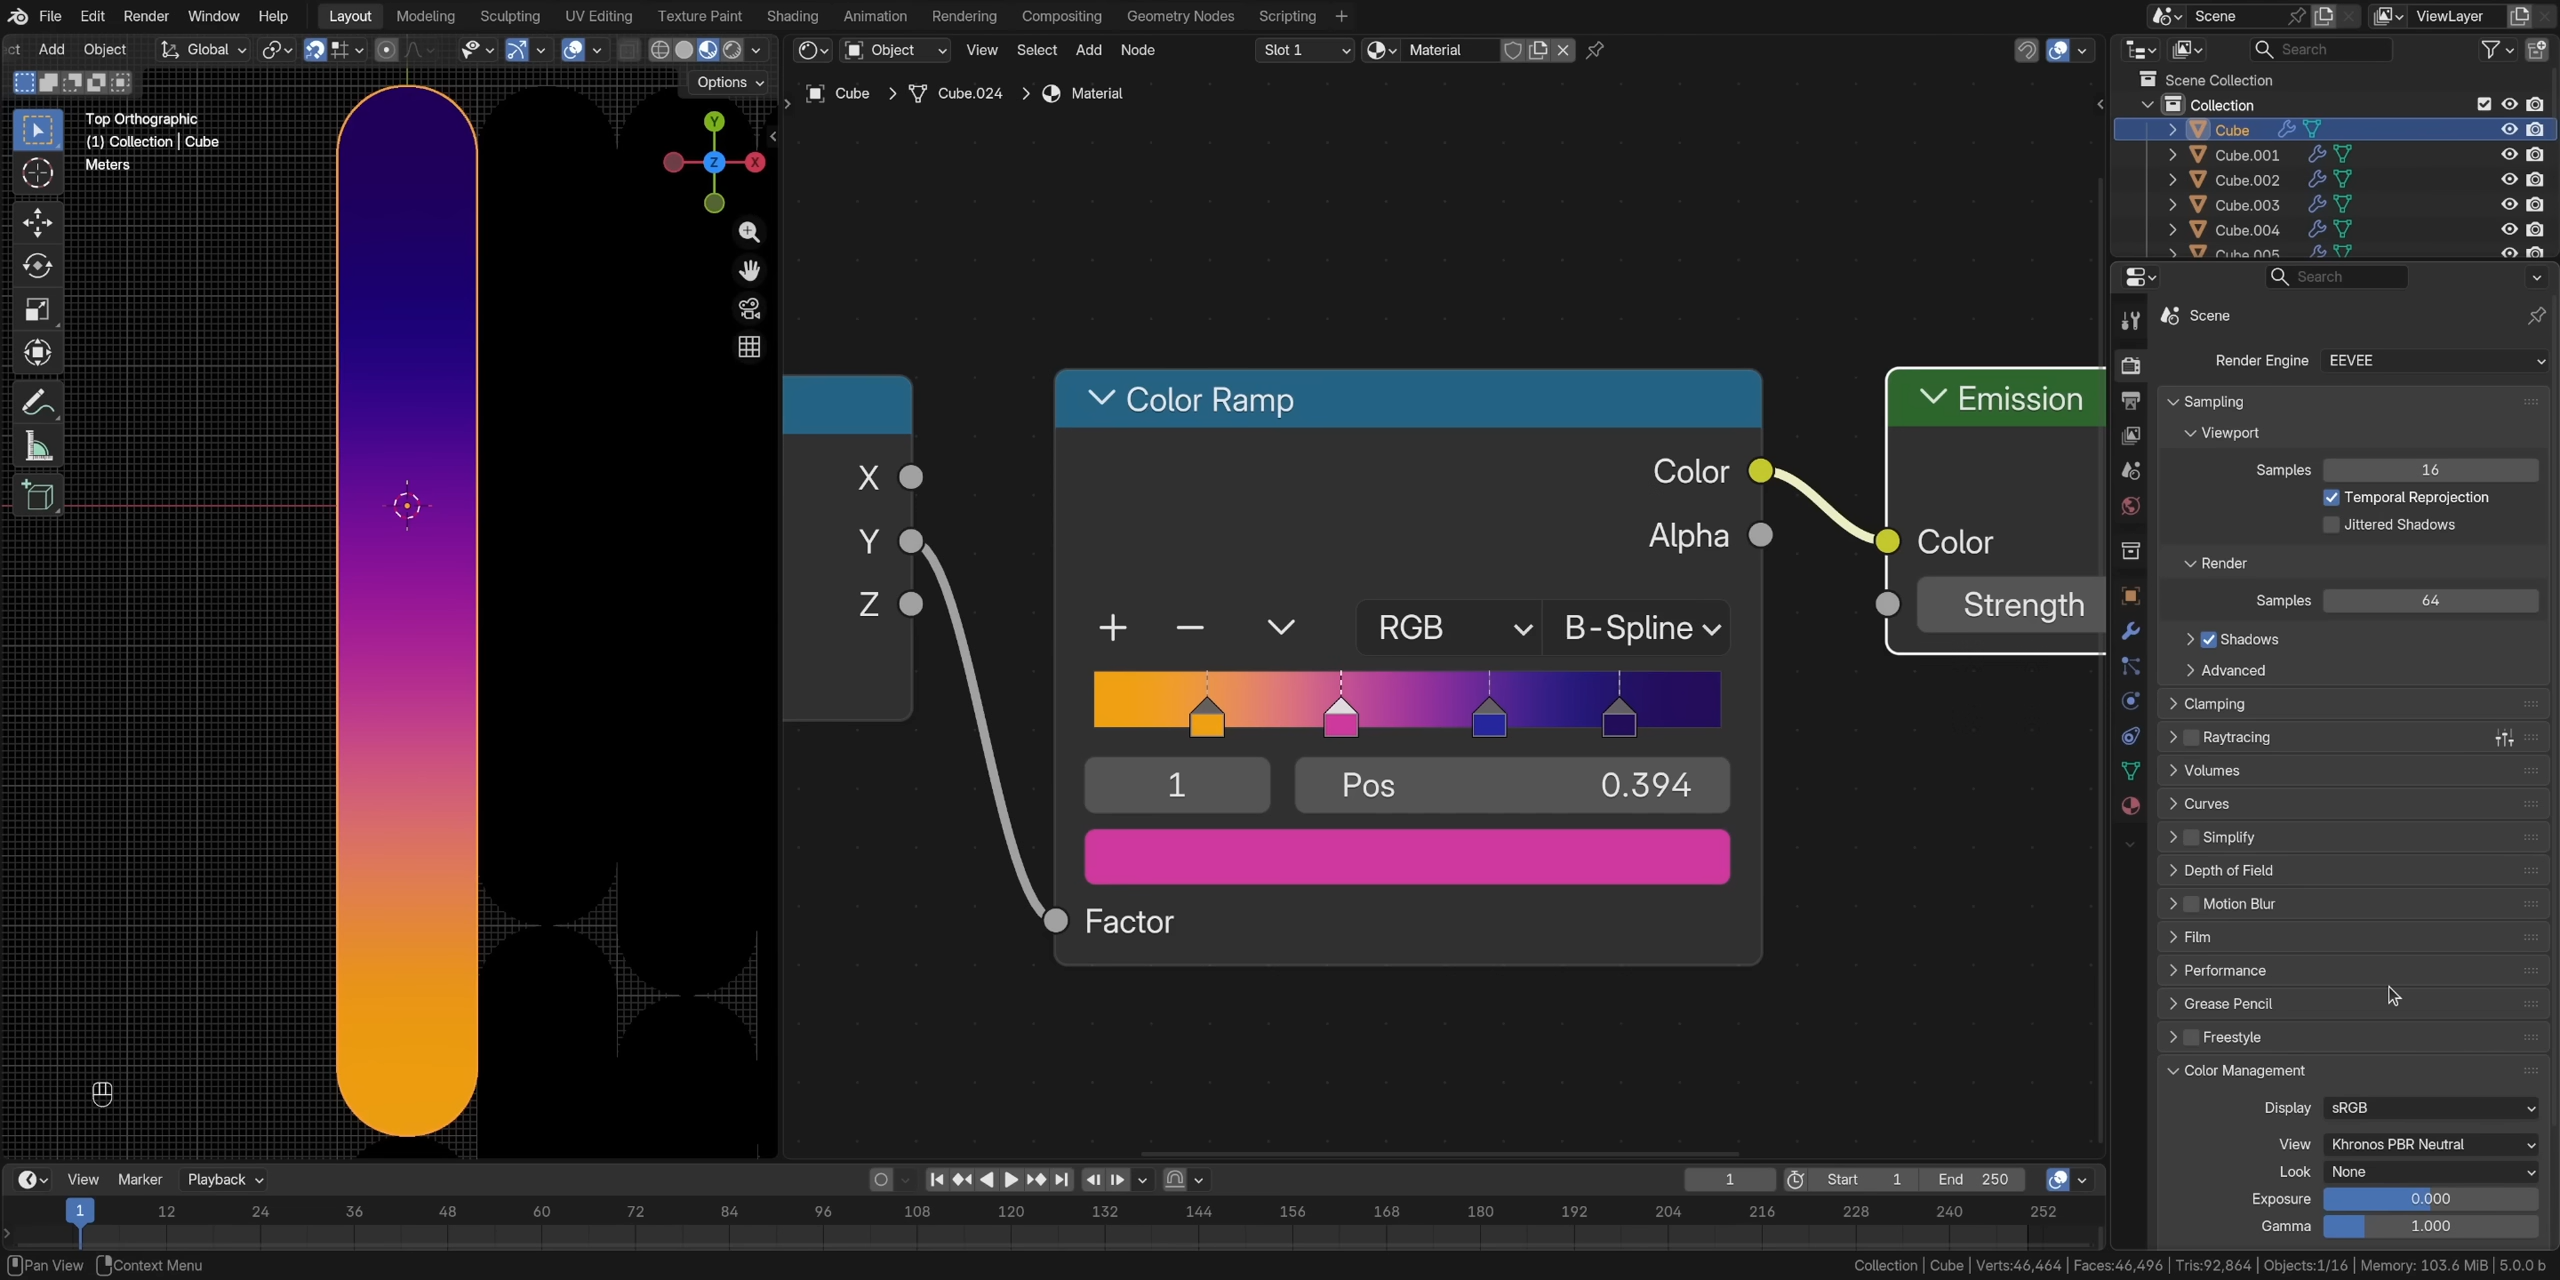 File Edit Render Window Help Layout Modeling Sculpting UV Editing Texture Paint Shading Animation Rendering Compositing Geometry Nodes Scripting + Scene ViewLayer
Add Object Global
Object View Select Add Node Slot 1 Material
Search
Options
Cube > Cube.024 > Material
Top Orthographic
(1) Collection | Cube
Meters
Y
Z
X
Scene Collection
Collection
Cube
Cube.001
Cube.002
Cube.003
Cube.004
Cube.005
Search
Scene
Render Engine EEVEE
Sampling
Viewport
Samples 16
Temporal Reprojection
Jittered Shadows
Render
Samples 64
Shadows
Advanced
Clamping
Raytracing
Volumes
Curves
Simplify
Depth of Field
Motion Blur
Film
Performance
Grease Pencil
Freestyle
Color Management
Display sRGB
View Khronos PBR Neutral
Look None
Exposure 0.000
Gamma 1.000
X
Y
Z
Color Ramp
Color
Alpha
RGB B-Spline
1 Pos 0.394
Factor
Emission
Color
Strength
View Marker Playback 1 Start 1 End 250
1 12 24 36 48 60 72 84 96 108 120 132 144 156 168 180 192 204 216 228 240 252
Pan View Context Menu Collection | Cube | Verts:46,464 | Faces:46,496 | Tris:92,864 | Objects:1/16 | Memory: 103.6 MiB | 5.0.0 b